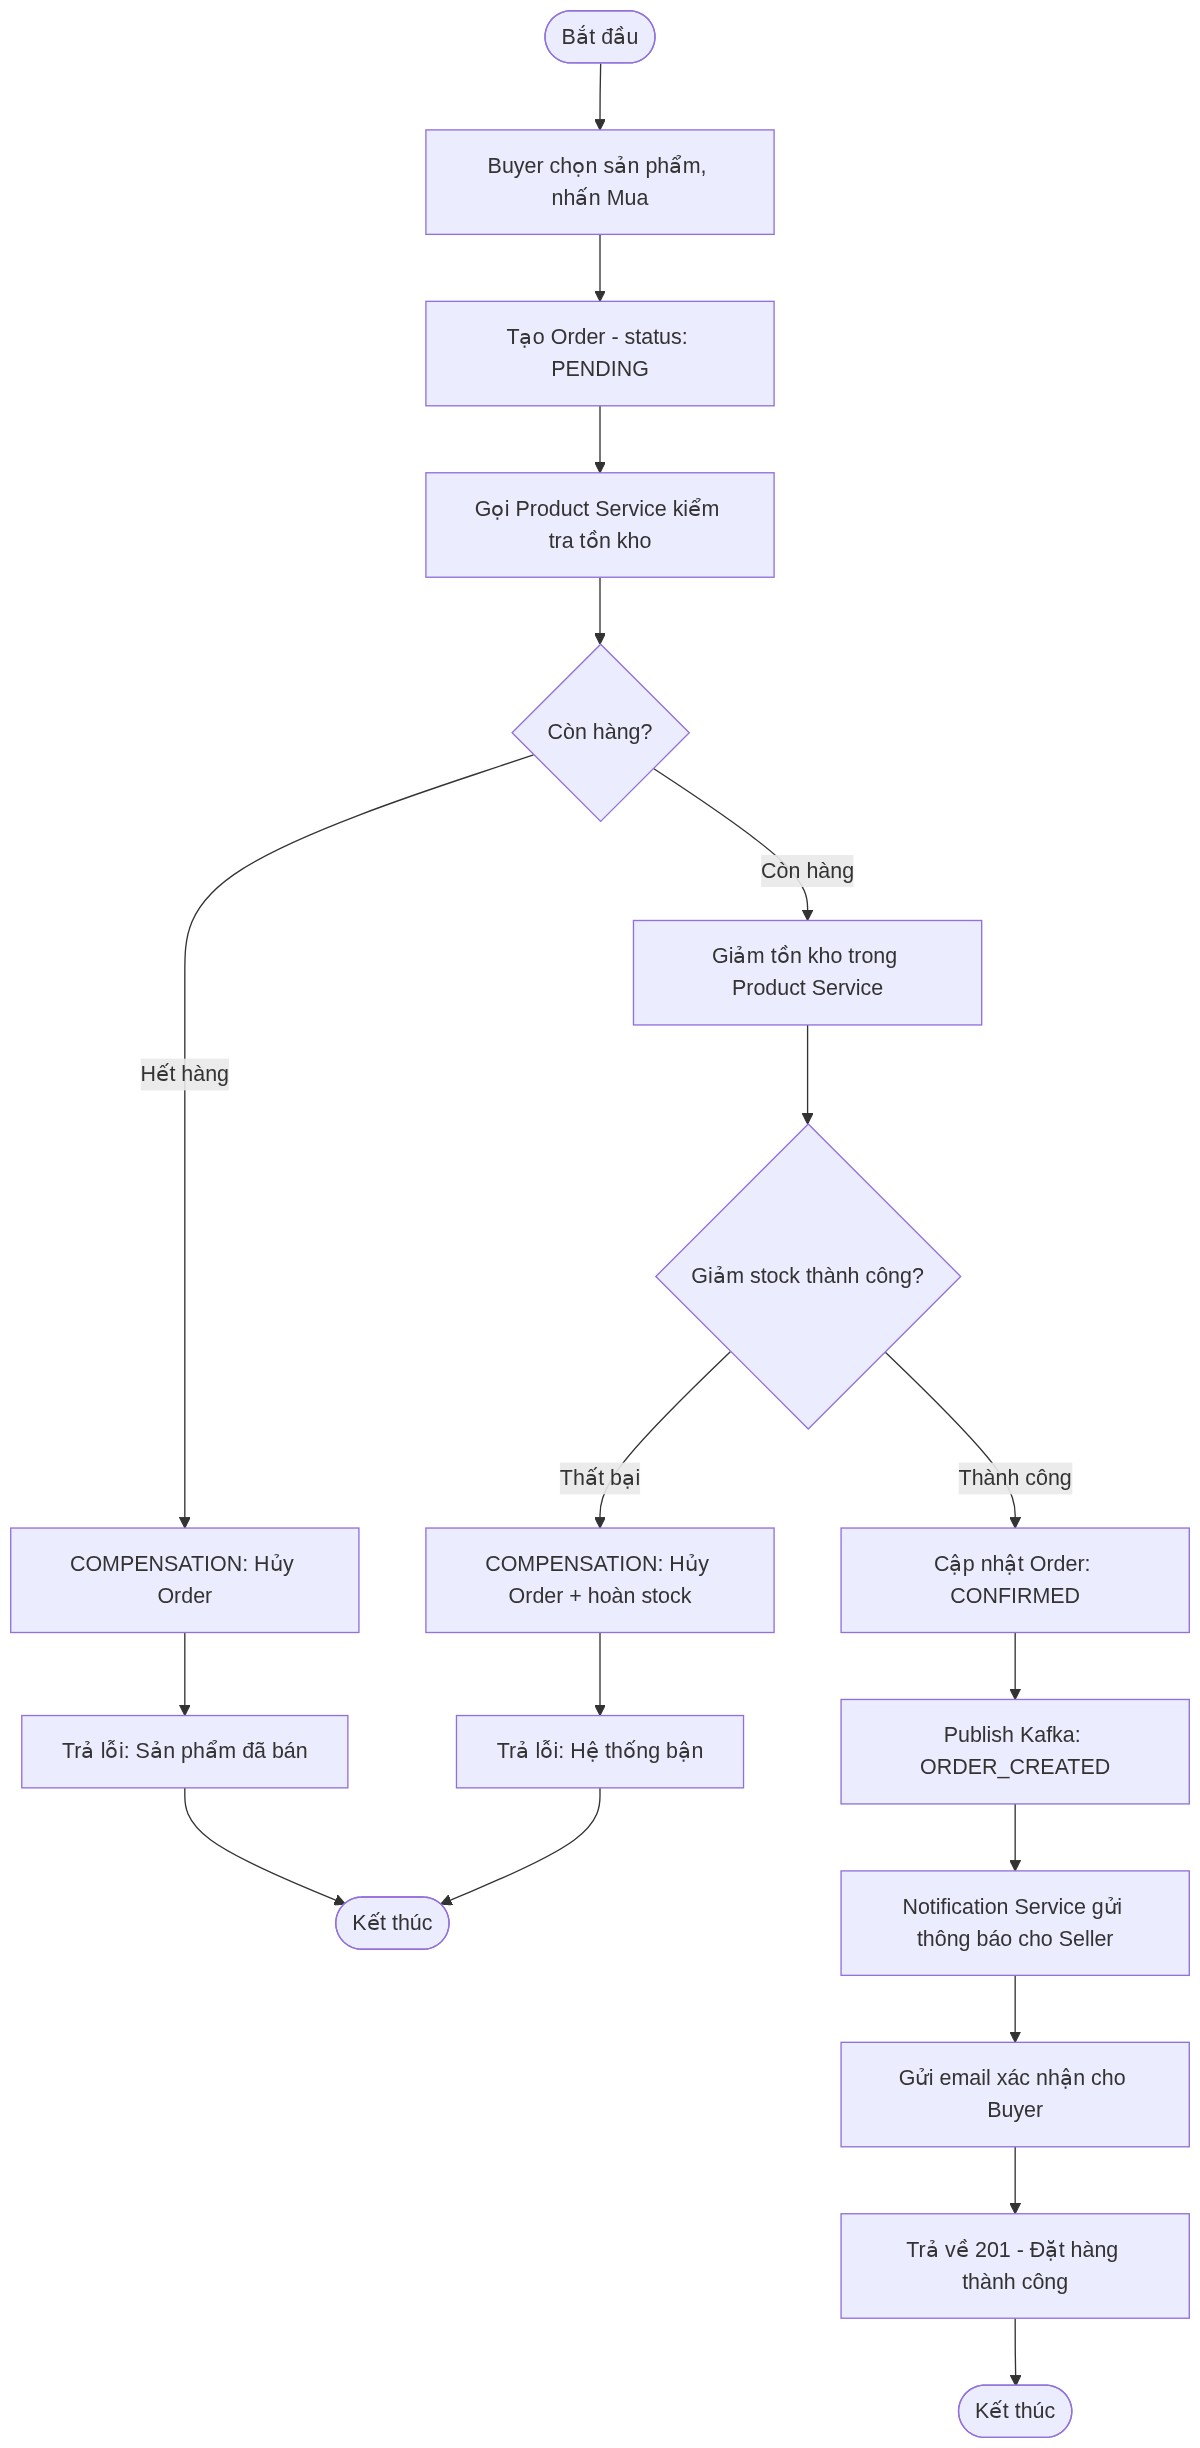 Bắt đầu
Buyer chọn sản phẩm,
nhấn Mua
Tạo Order - status:
PENDING
Gọi Product Service kiểm
tra tồn kho
Còn hàng?
Còn hàng
Giảm tồn kho trong
Product Service
Hết hàng
Giảm stock thành công?
Thất bại
Thành công
COMPENSATION: Hủy
Order
COMPENSATION: Hủy
Order + hoàn stock
Cập nhật Order:
CONFIRMED
Trả lỗi: Sản phẩm đã bán
Trả lỗi: Hệ thống bận
Publish Kafka:
ORDER_CREATED
Kết thúc
Notification Service gửi
thông báo cho Seller
Gửi email xác nhận cho
Buyer
Trả về 201 - Đặt hàng
thành công
Kết thúc